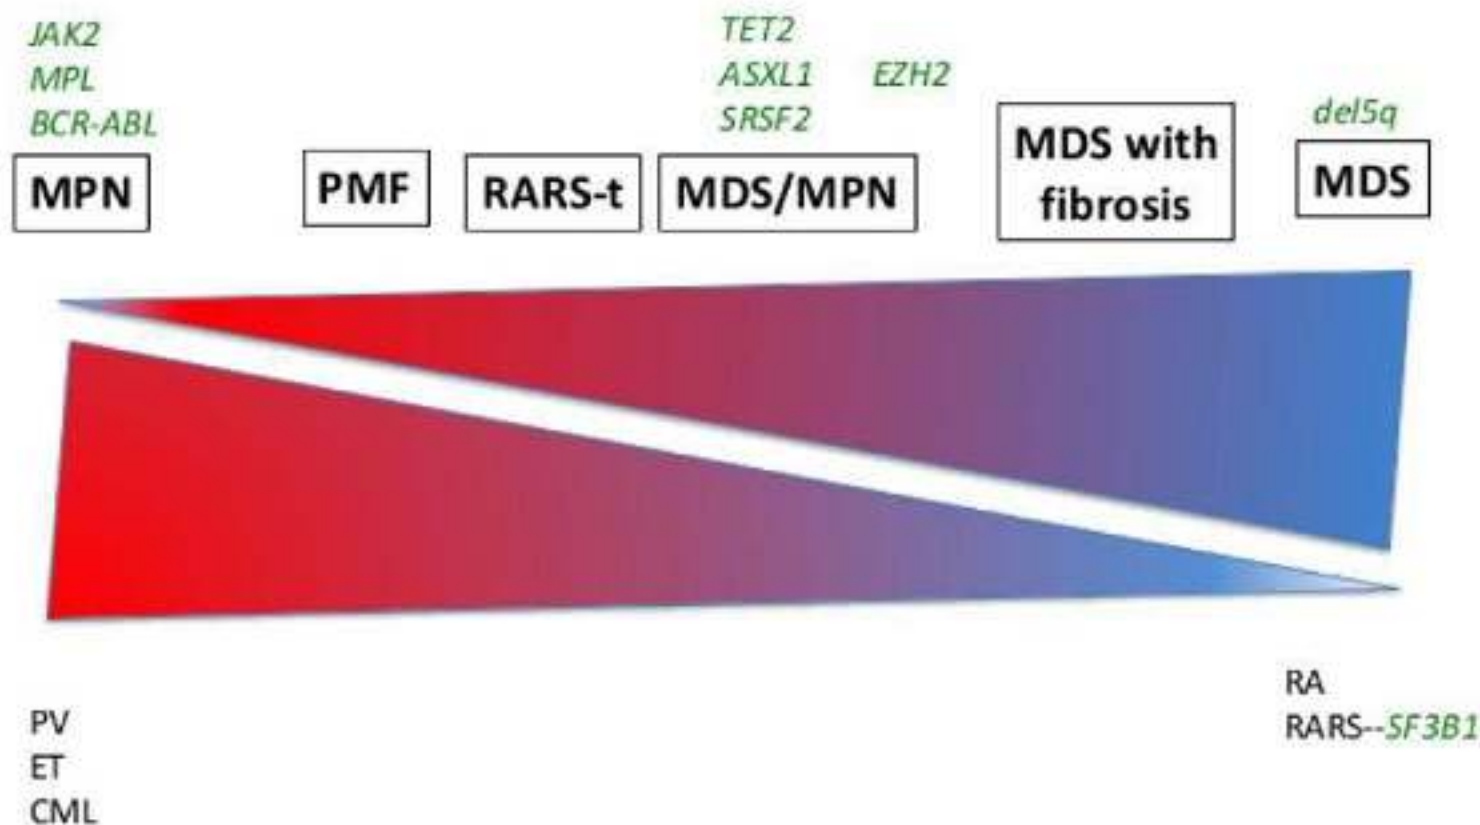 JAK2
MPL
BCR-ABL
TET2
ASXL1 EZH2
SRSF2
del5q
MPN
PMF
RARS-t
MDS/MPN
MDS with
fibrosis
MDS
PV
ET
CML
RA
RARS--SF3B1